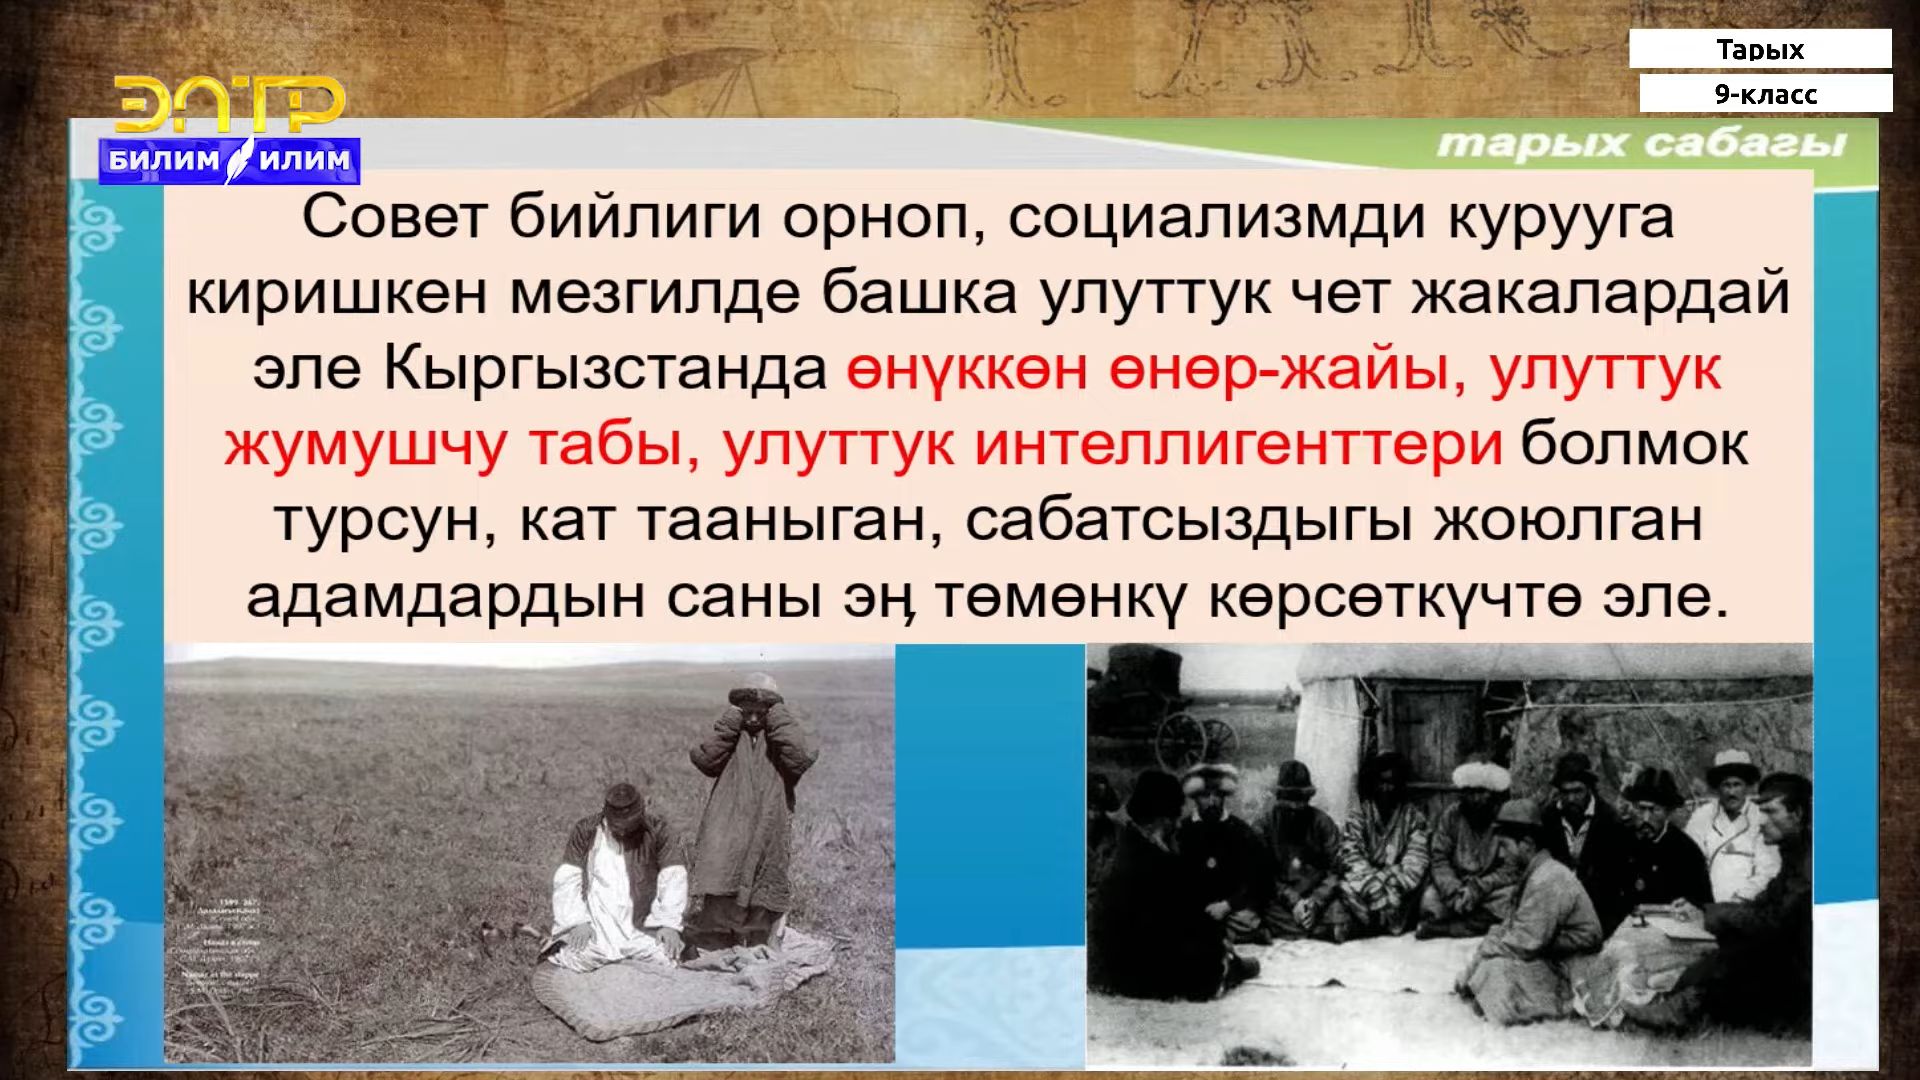 Тарых
9-класс
ЭЛТР
БИЛИМ ИЛИМ
тарых сабагы
Совет бийлиги орноп, социализмди курууга
киришкен мезгилде башка улуттук чет жакалардай
эле Кыргызстанда өнүккөн өнөр-жайы, улуттук
жумушчу табы, улуттук интеллигенттери болмок
турсун, кат тааныган, сабатсыздыгы жоюлган
адамдардын саны эң төмөнкү көрсөткүчтө эле.